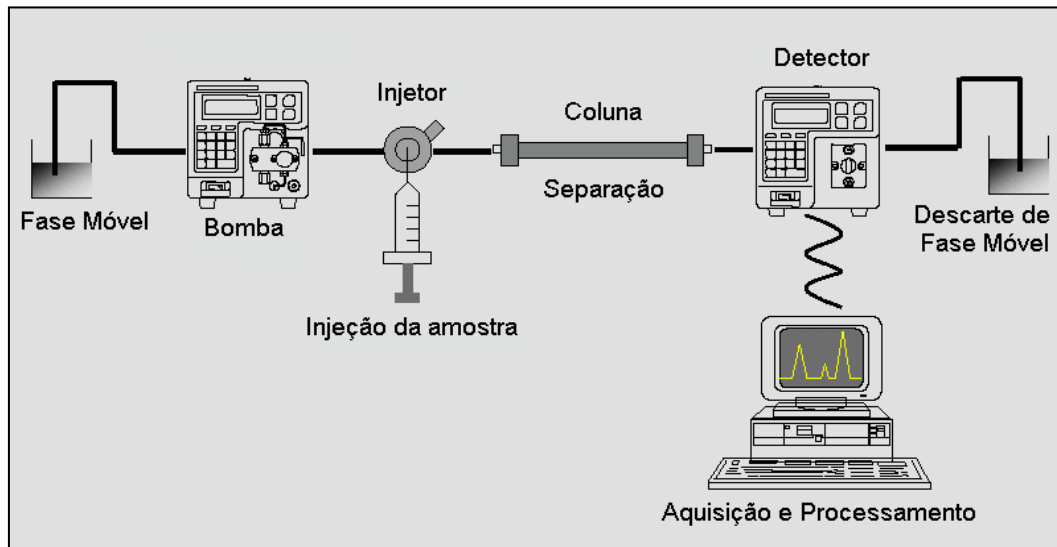 Fase Móvel
Bomba
Injetor
Injeção da amostra
Coluna
Separação
Detector
Descarte de
Fase Móvel
Aquisição e Processamento